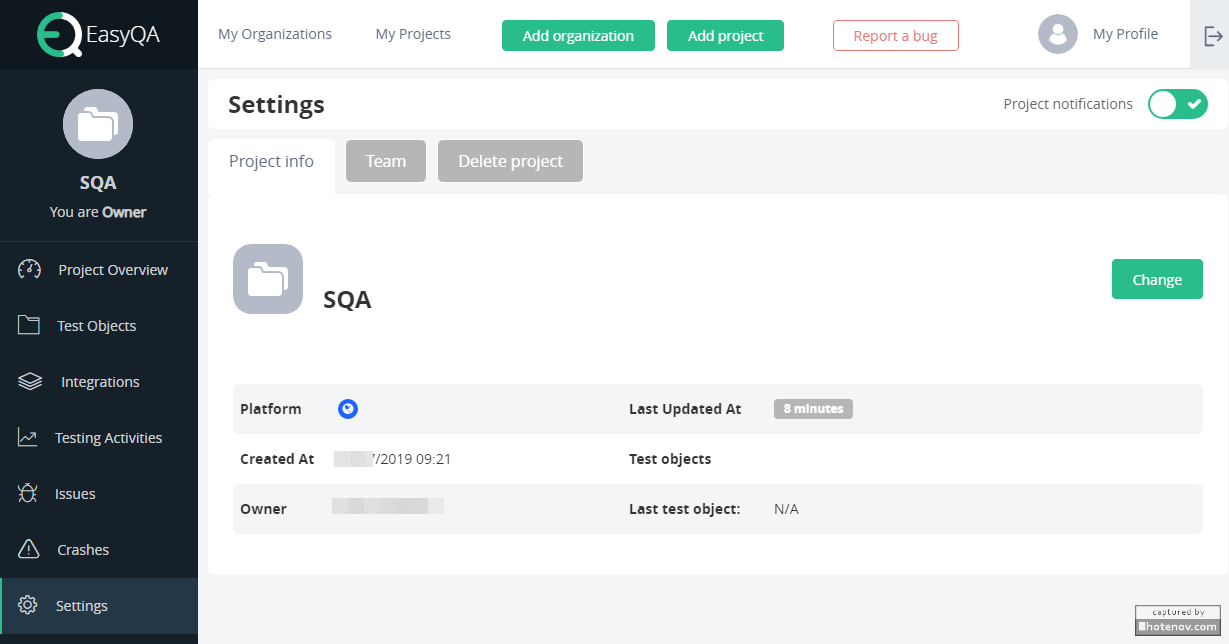 EasyQA
My Organizations
My Projects
Add organization
Add project
Report a bug
My Profile
SQA
You are Owner
Project Overview
Test Objects
Integrations
Testing Activities
Issues
Crashes
Settings
Settings
Project notifications
Project info
Team
Delete project
SQA
Change
Platform
Last Updated At
8 minutes
Created At
/2019 09:21
Test objects
Owner
Last test object:
N/A
captured by
hotenov.com